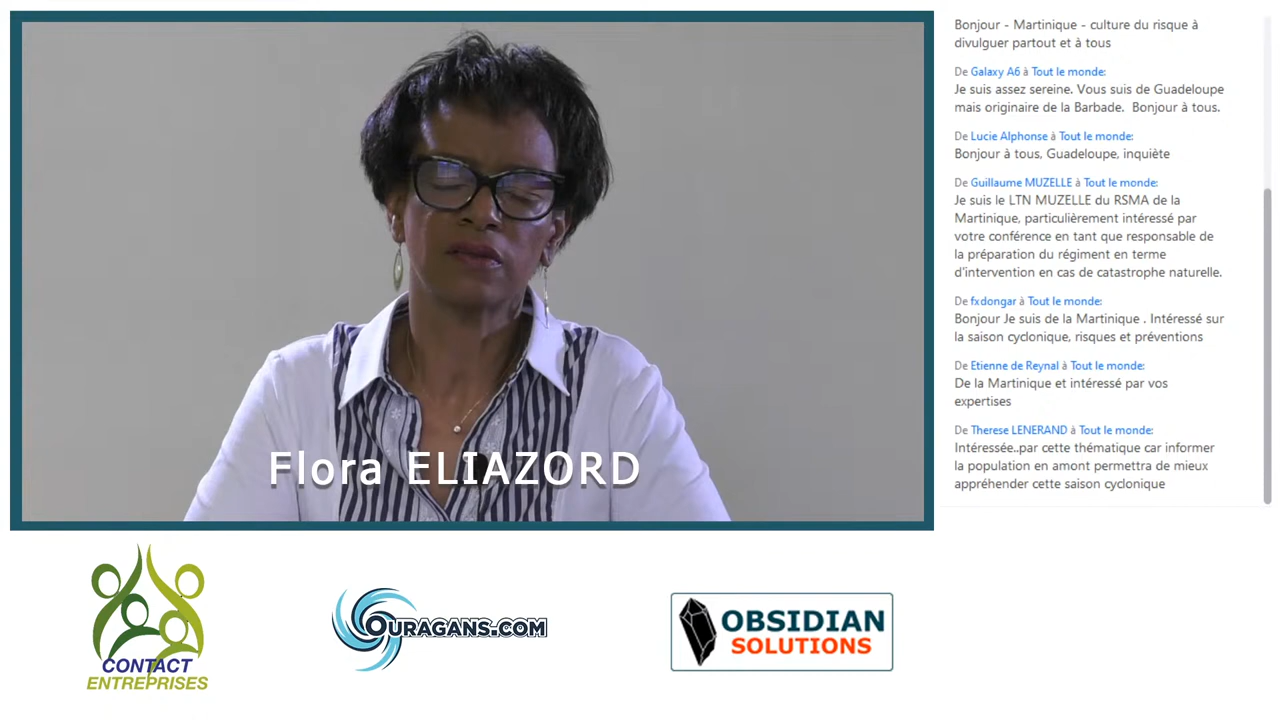 Flora ELIAZORD
CONTACT
ENTREPRISES
OURAGANS.COM
OBSIDIAN
SOLUTIONS
Bonjour - Martinique - culture du risque à
divulguer partout et à tous
De Galaxy A6 à Tout le monde:
Je suis assez sereine. Vous suis de Guadeloupe
mais originaire de la Barbade. Bonjour à tous.
De Lucie Alphonse à Tout le monde:
Bonjour à tous, Guadeloupe, inquiète
De Guillaume MUZELLE à Tout le monde:
Je suis le LTN MUZELLE du RSMA de la
Martinique, particulièrement intéressé par
votre conférence en tant que responsable de
la préparation du régiment en terme
d'intervention en cas de catastrophe naturelle.
De fxdongar à Tout le monde:
Bonjour Je suis de la Martinique . Intéressé sur
la saison cyclonique, risques et préventions
De Etienne de Reynal à Tout le monde:
De la Martinique et intéressé par vos
expertises
De Therese LENERAND à Tout le monde:
Intéressée..par cette thématique car informer
la population en amont permettra de mieux
appréhender cette saison cyclonique